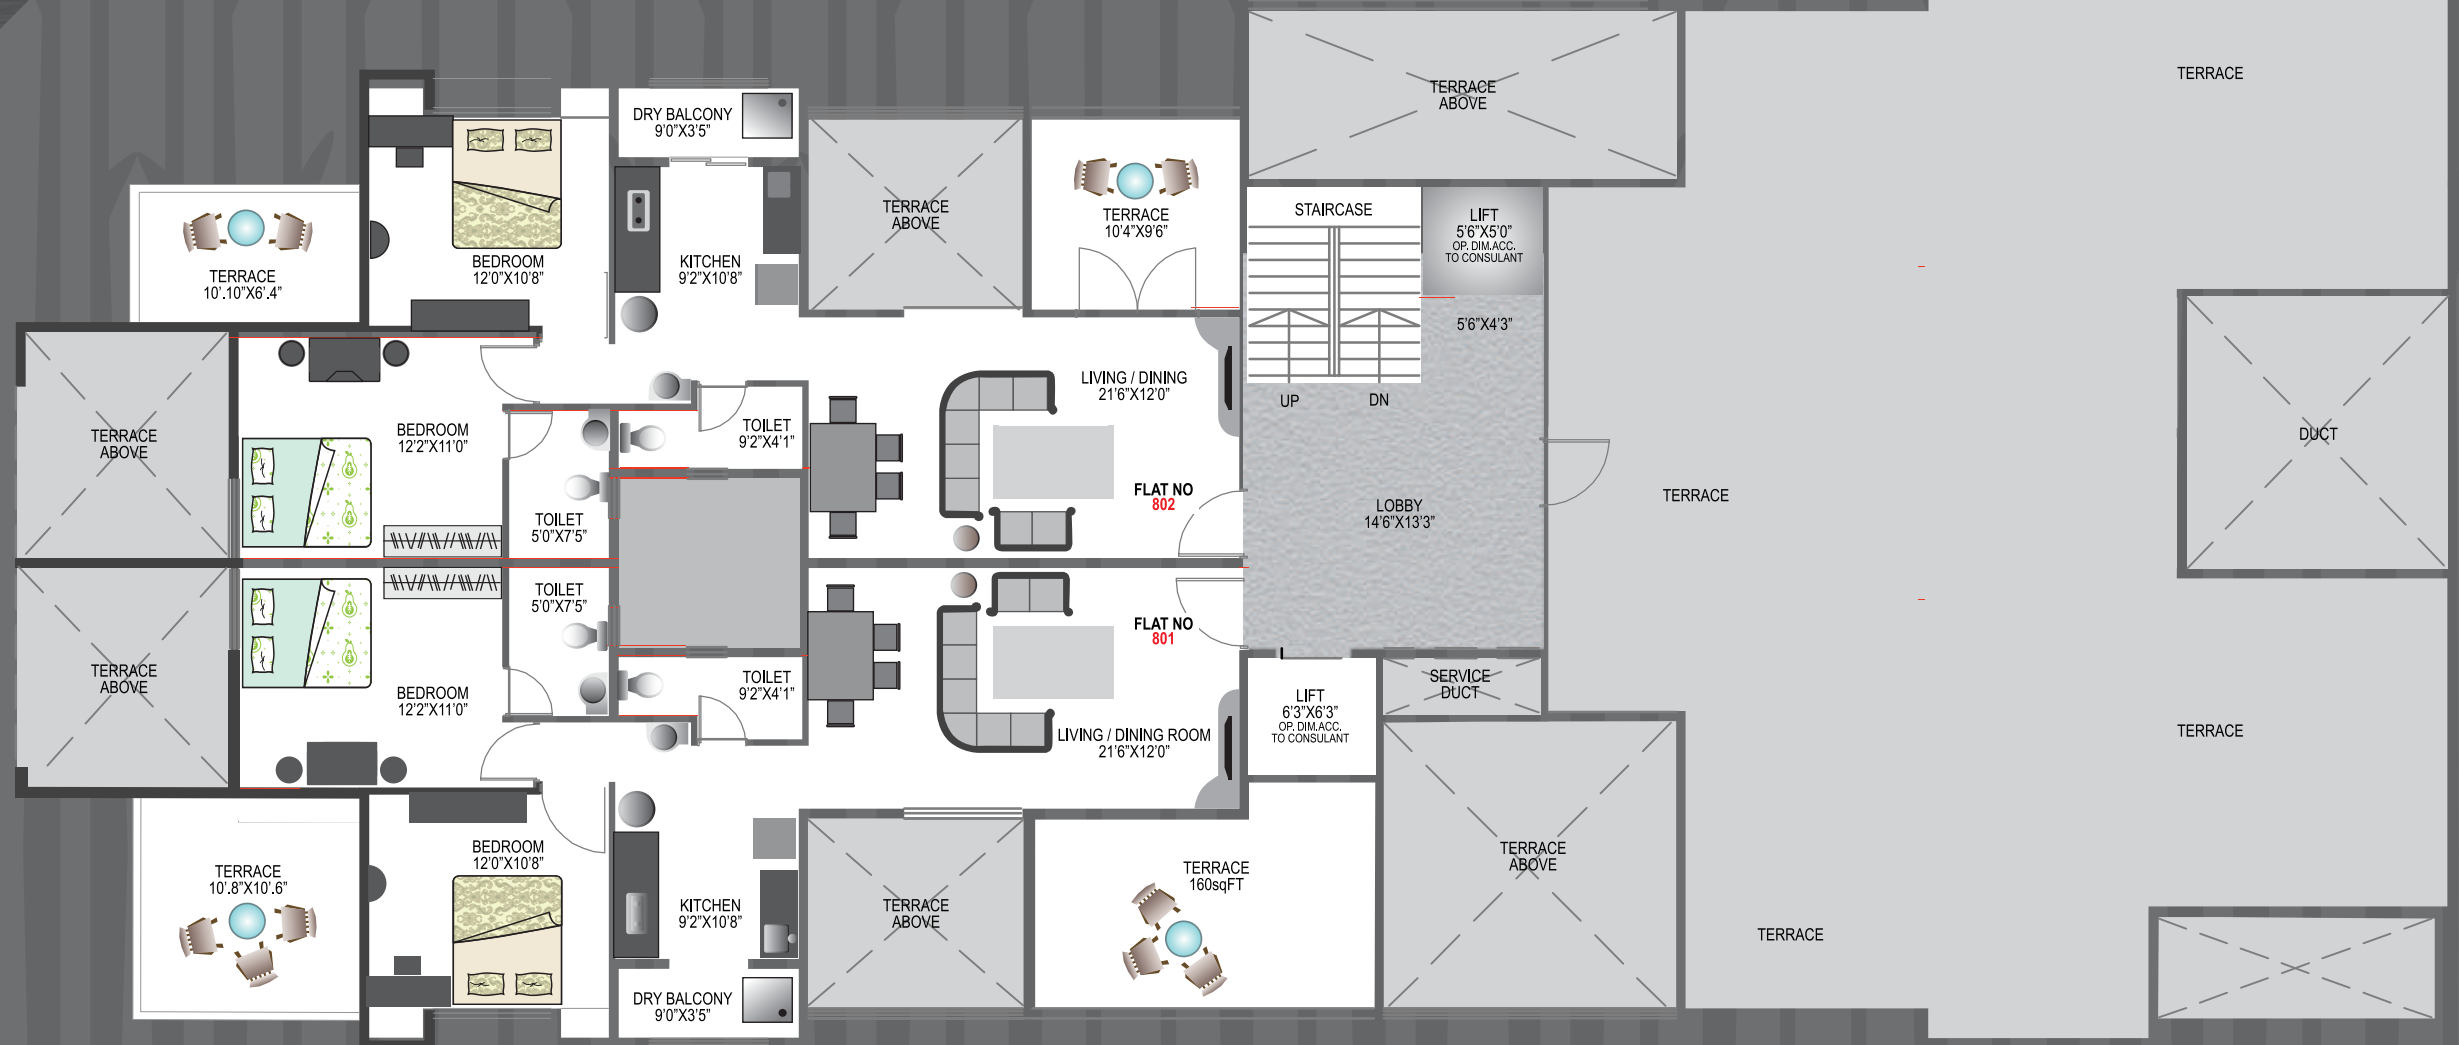 TERRACE
ABOVE
TERRACE
DRY BALCONY
9'0"X3'5"
TERRACE
ABOVE
TERRACE
10'4"X9'6"
STAIRCASE
LIFT
5'6"X5'0"
OP. DIM.ACC.
TO CONSULANT
TERRACE
10'.10"X6'.4"
BEDROOM
12'0"X10'8"
KITCHEN
9'2"X10'8"
5'6"X4'3"
LIVING / DINING
21'6"X12'0"
UP
DN
TERRACE
ABOVE
BEDROOM
12'2"X11'0"
TOILET
9'2"X4'1"
DUCT
FLAT NO
802
TERRACE
LOBBY
14'6"X13'3"
TOILET
5'0"X7'5"
TOILET
5'0"X7'5"
FLAT NO
801
TERRACE
ABOVE
BEDROOM
12'2"X11'0"
TOILET
9'2"X4'1"
LIFT
6'3"X6'3"
OP. DIM.ACC.
TO CONSULANT
SERVICE
DUCT
LIVING / DINING ROOM
21'6"X12'0"
TERRACE
BEDROOM
12'0"X10'8"
TERRACE
10'.8"X10'.6"
TERRACE
160sqFT
TERRACE
ABOVE
KITCHEN
9'2"X10'8"
TERRACE
ABOVE
TERRACE
DRY BALCONY
9'0"X3'5"